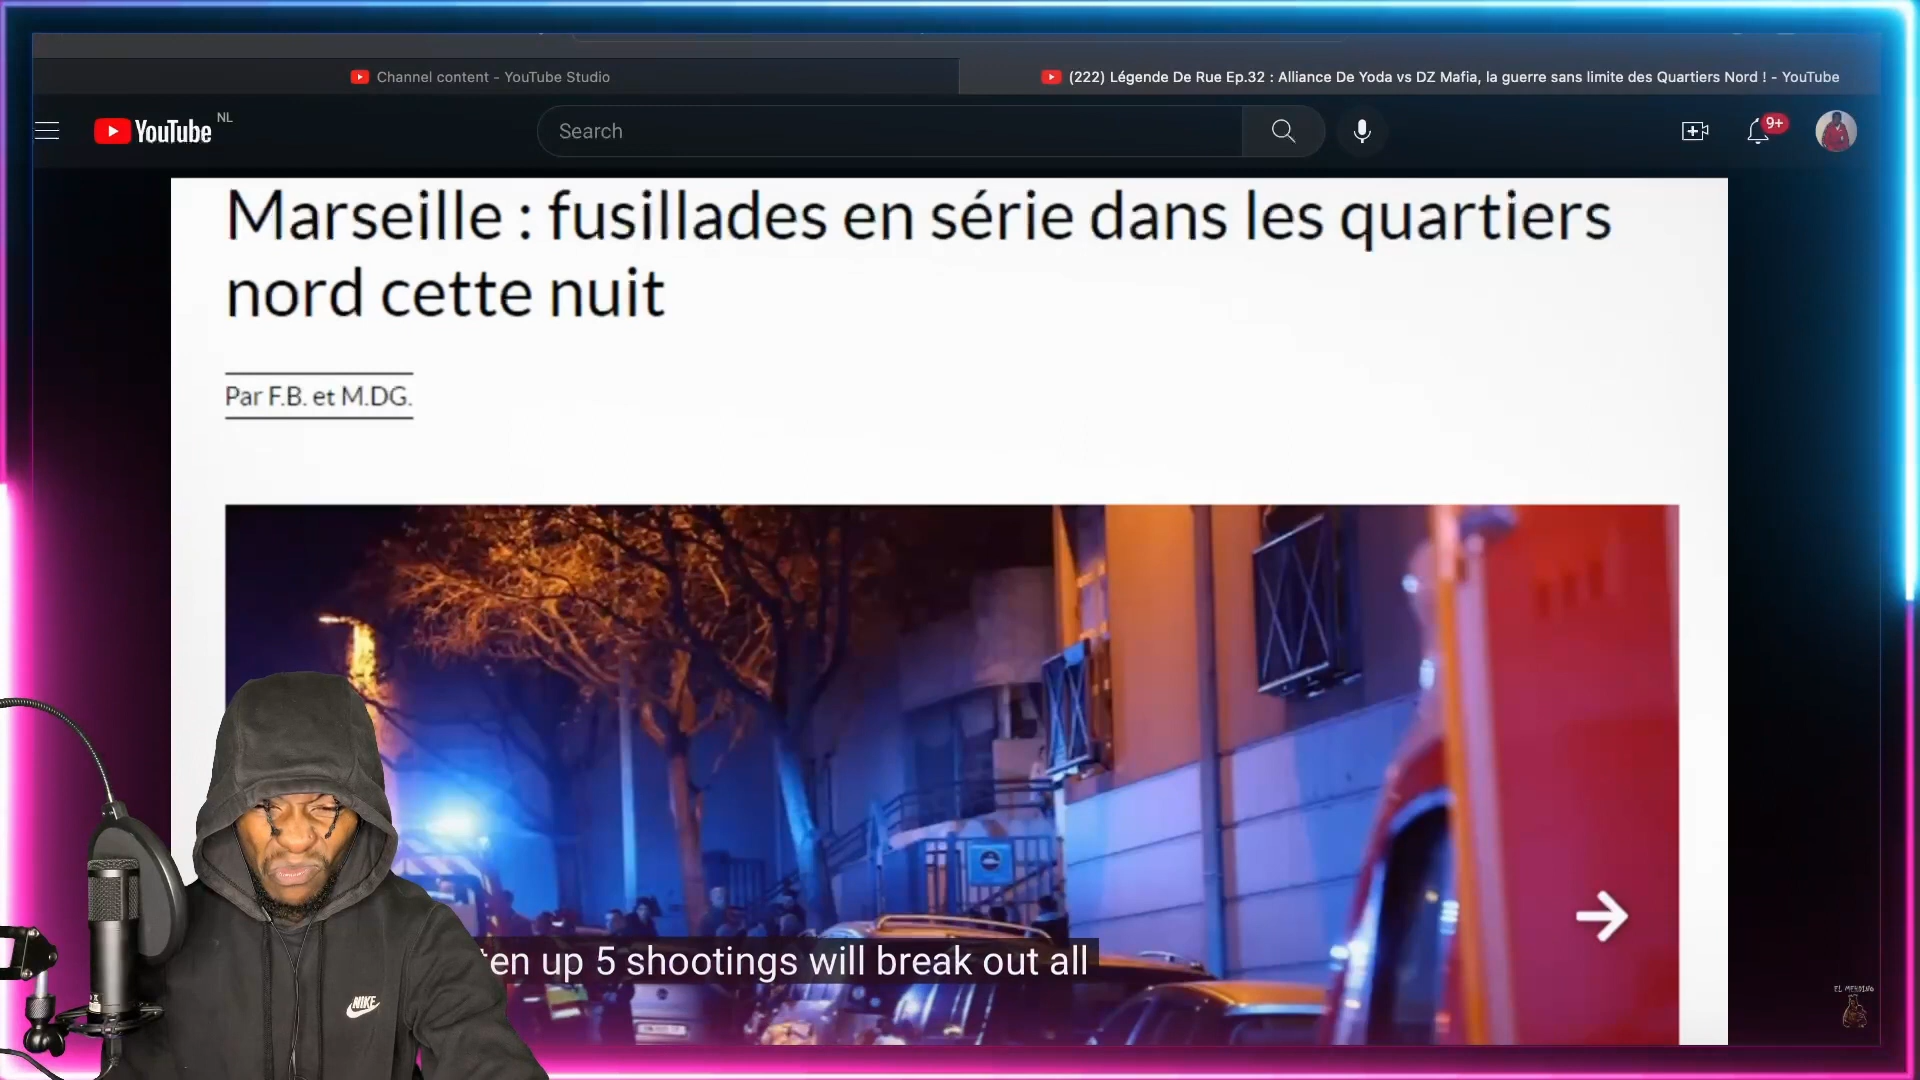 Channel content - YouTube Studio
(222) Légende De Rue Ep.32 : Alliance De Yoda vs DZ Mafia, la guerre sans limite des Quartiers Nord ! - YouTube
YouTube NL
Search
9+
Marseille : fusillades en série dans les quartiers
nord cette nuit
Par F.B. et M.DG.
up 5 shootings will break out all
NIKE
EL MEHDINO